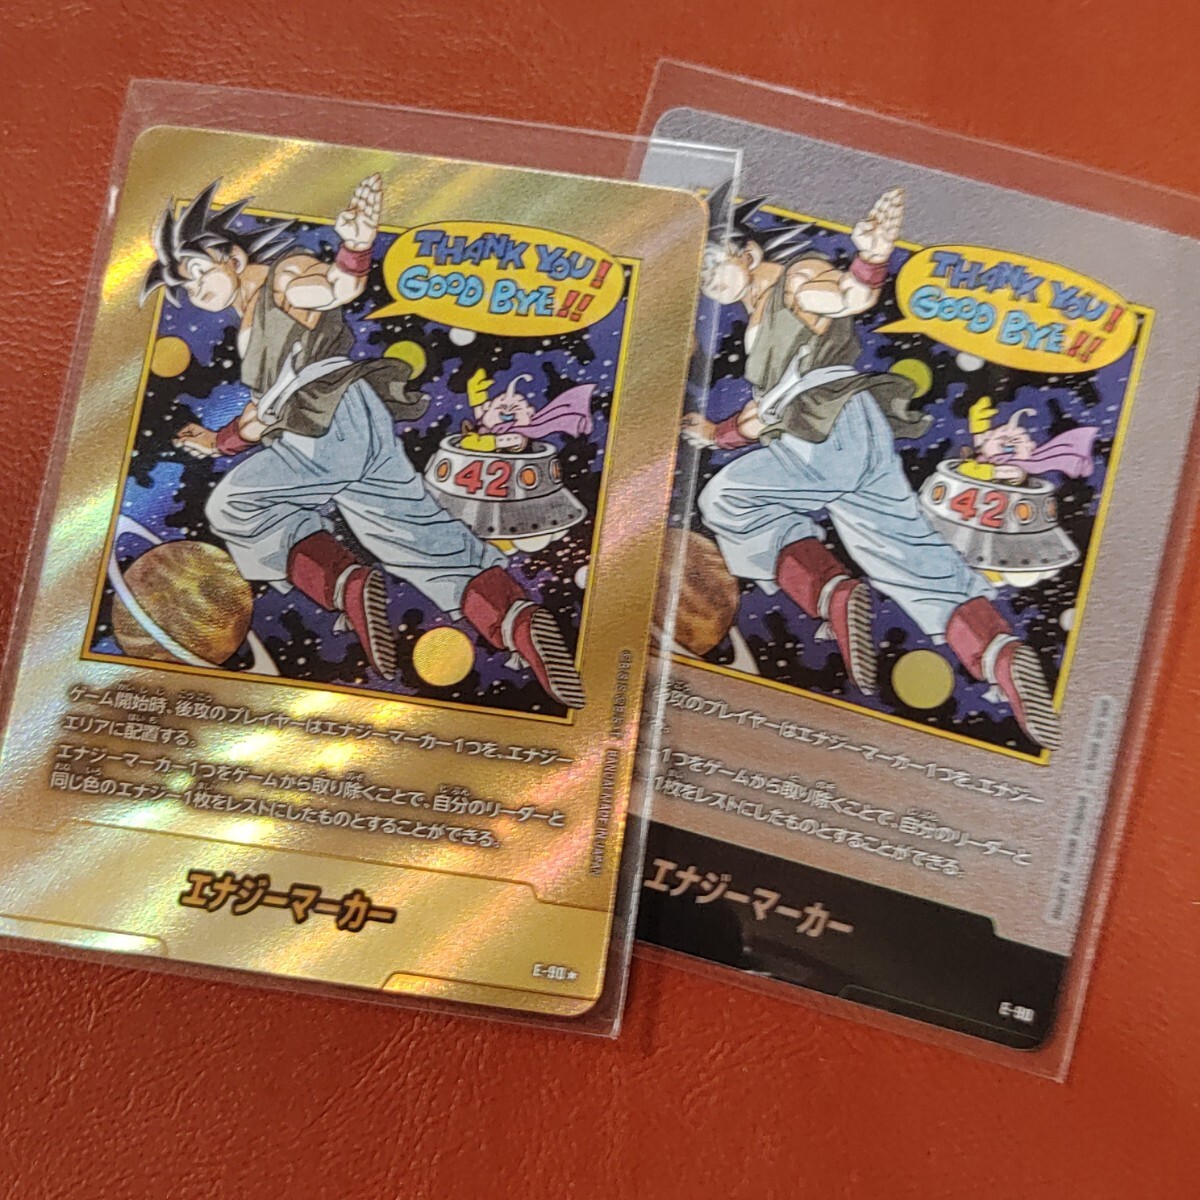 THANK YOU!
GOOD BYE!!
42
ゲーム開始時、後攻のプレイヤーはエナジーマーカー1つを、エナジー
エリアに配置する。
エナジーマーカー1つをゲームから取り除くことで、自分のリーダーと
同じ色のエナジー1枚をレストにしたものとすることができる。
エナジーマーカー
E-90★
THANK YOU!
GOOD BYE!!
42
攻のプレイヤーはエナジーマーカー1つを、エナジー
1つをゲームから取り除くことで、自分のリーダーと
1枚をレストにしたものとすることができる。
エナジーマーカー
E-90